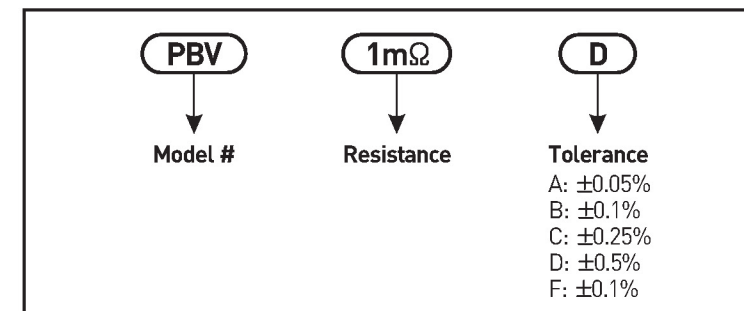 PBV 1mΩ D
Model # Resistance Tolerance
A: ±0.05%
B: ±0.1%
C: ±0.25%
D: ±0.5%
F: ±0.1%